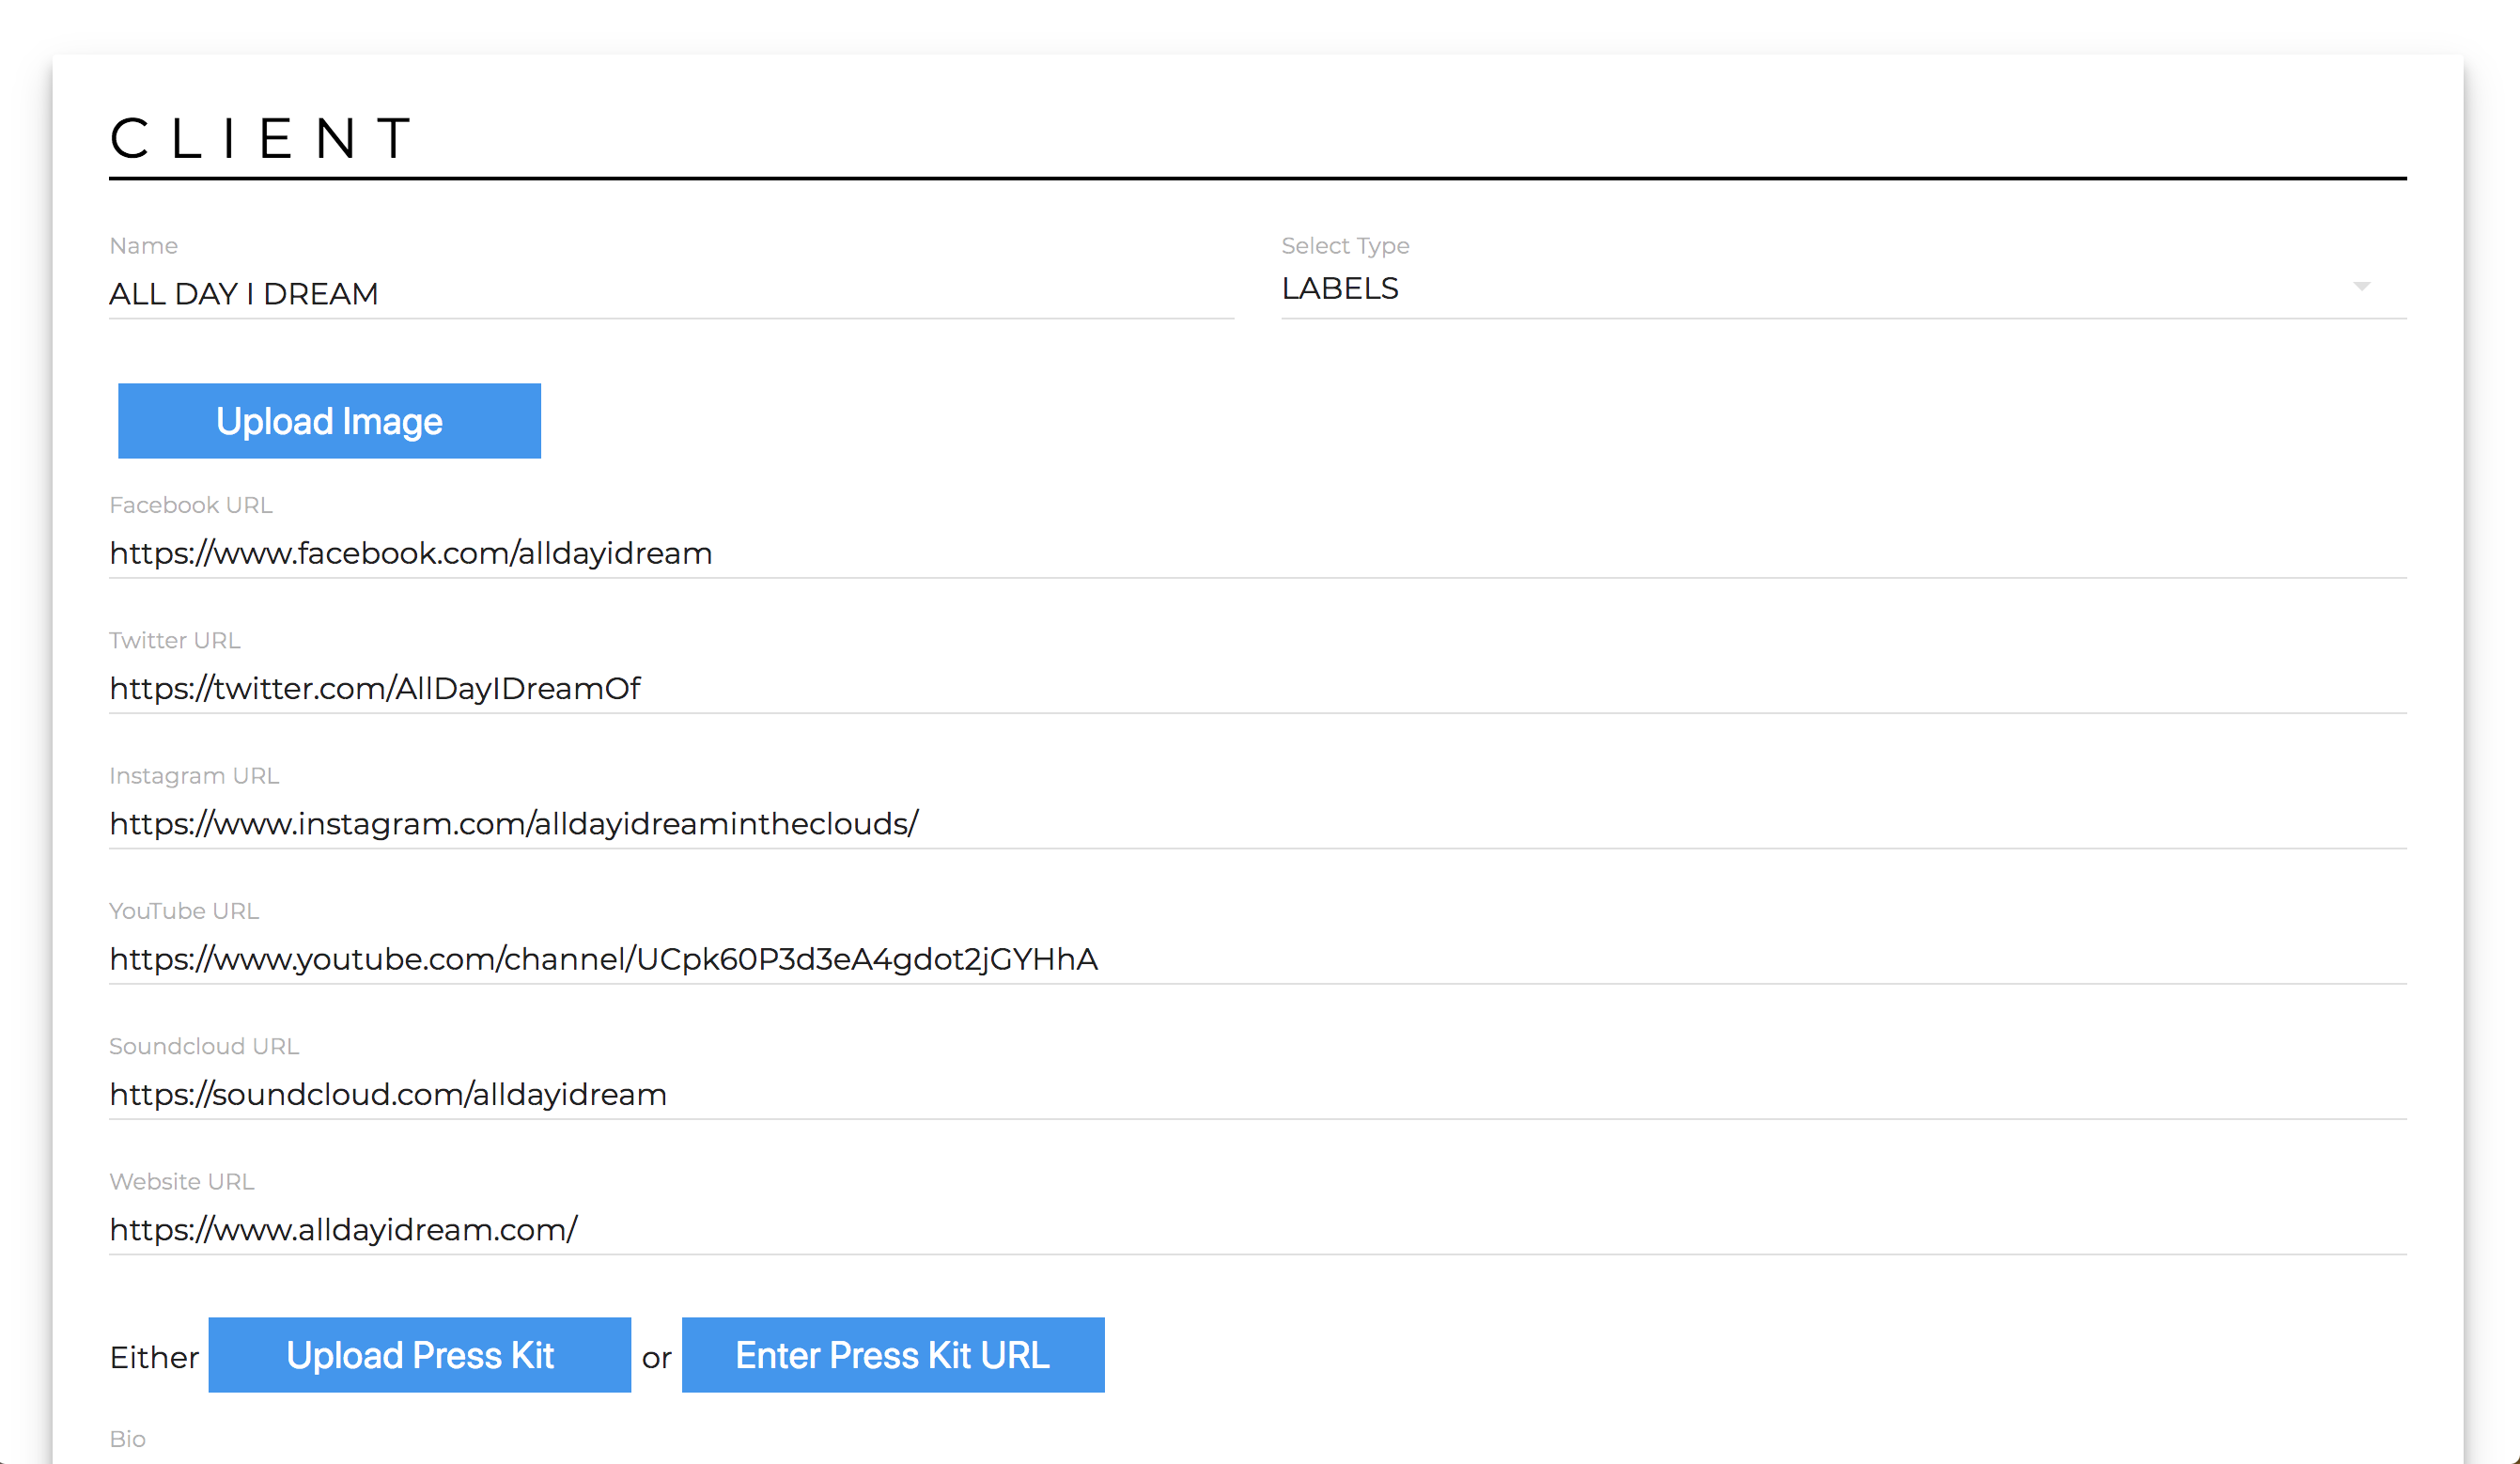 CLIENT
Name
Select Type
ALL DAY I DREAM
LABELS
Upload Image
Facebook URL
https://www.facebook.com/alldayidream
Twitter URL
https://twitter.com/AllDayIDreamOf
Instagram URL
https://www.instagram.com/alldayidreamintheclouds/
YouTube URL
https://www.youtube.com/channel/UCpk60P3d3eA4gdot2jGYHhA
Soundcloud URL
https://soundcloud.com/alldayidream
Website URL
https://www.alldayidream.com/
Either Upload Press Kit or Enter Press Kit URL
Bio